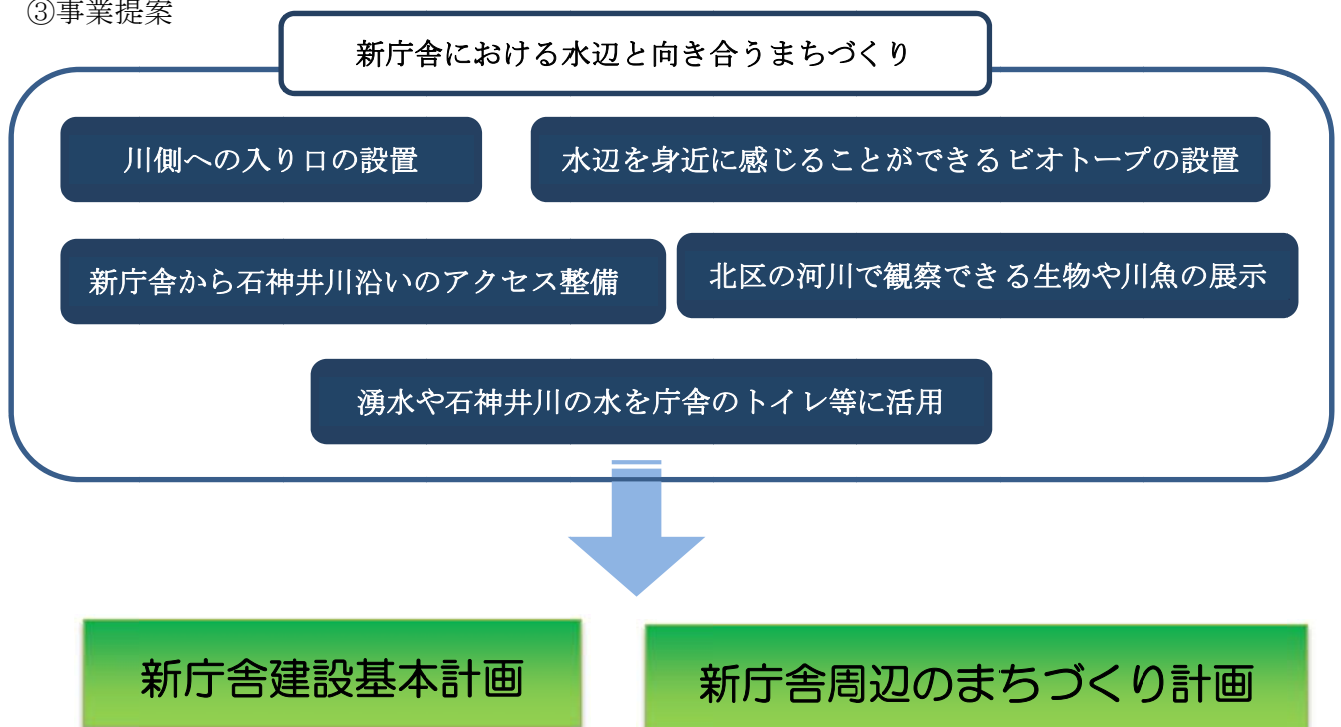 ③事業提案
新庁舎における水辺と向き合うまちづくり
川側への入り口の設置
水辺を身近に感じることができるビオトープの設置
新庁舎から石神井川沿いのアクセス整備
北区の河川で観察できる生物や川魚の展示
湧水や石神井川の水を庁舎のトイレ等に活用
新庁舎建設基本計画
新庁舎周辺のまちづくり計画